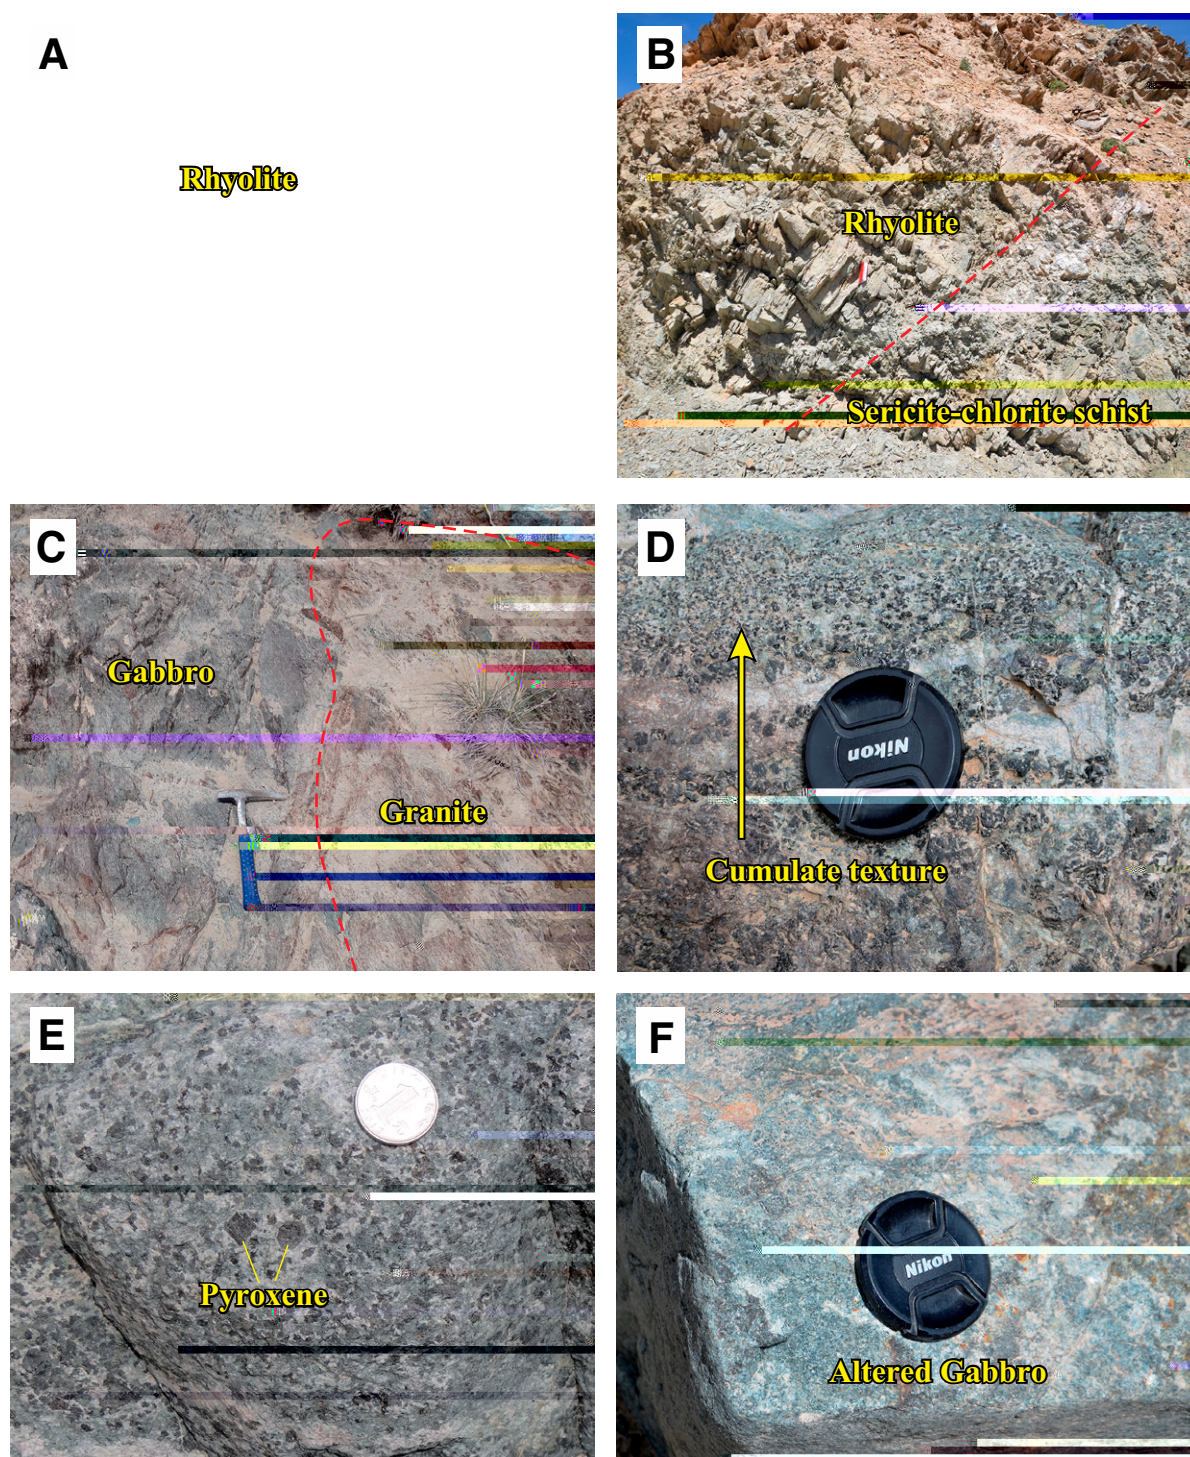 A
Rhyolite
B
Rhyolite
Sericite-chlorite schist
C
Gabbro
Granite
D
Nikon
Cumulate texture
E
Pyroxene
F
Nikon
Altered Gabbro